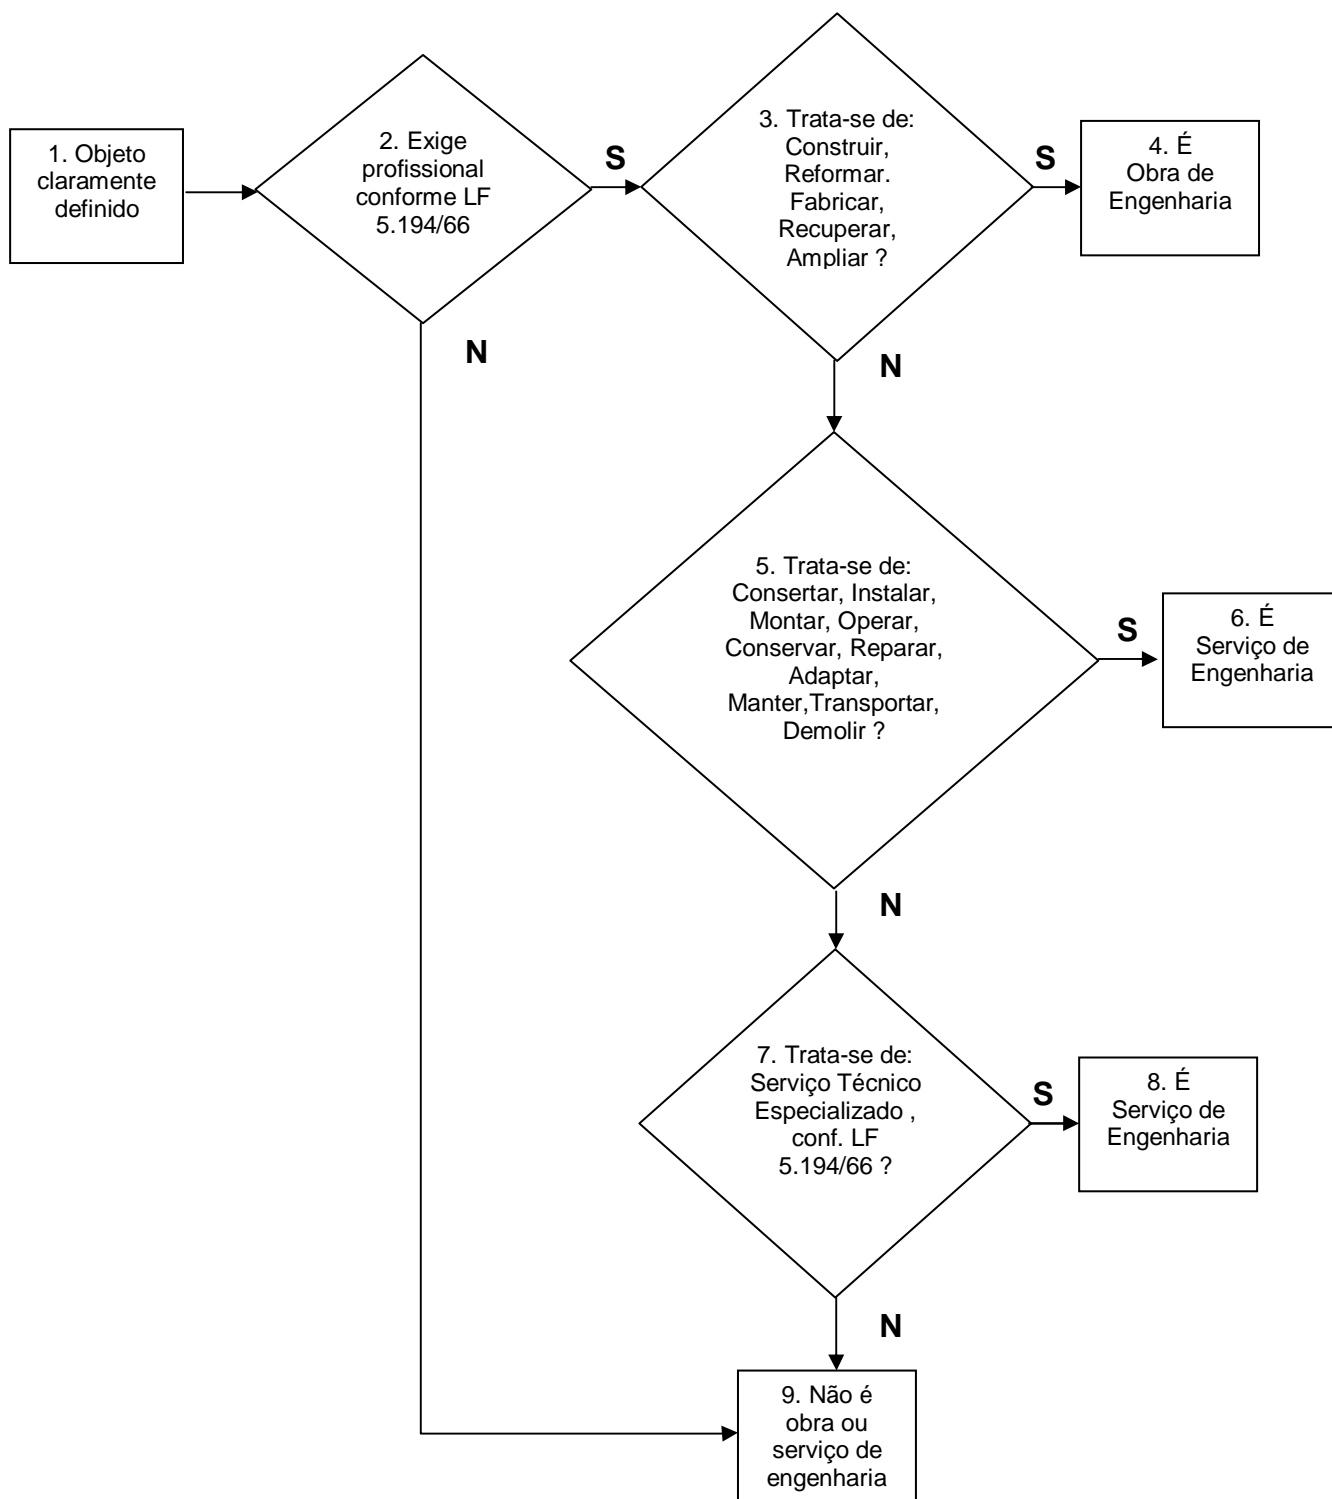 1. Objeto
claramente
definido
2. Exige
profissional
conforme LF
5.194/66
S
N
3. Trata-se de:
Construir,
Reformar.
Fabricar,
Recuperar,
Ampliar ?
S
4. É
Obra de
Engenharia
N
5. Trata-se de:
Consertar, Instalar,
Montar, Operar,
Conservar, Reparar,
Adaptar,
Manter,Transportar,
Demolir ?
S
6. É
Serviço de
Engenharia
N
7. Trata-se de:
Serviço Técnico
Especializado ,
conf. LF
5.194/66 ?
S
8. É
Serviço de
Engenharia
N
9. Não é
obra ou
serviço de
engenharia